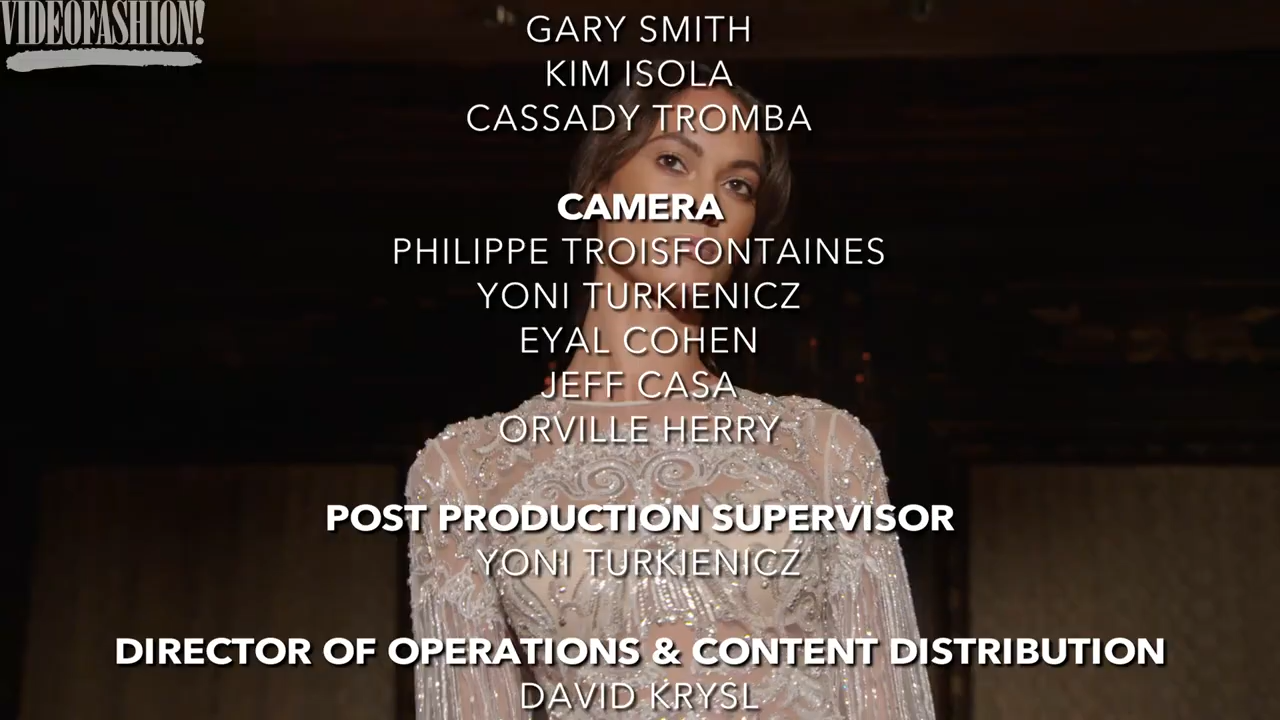 VIDEOFASHION!
GARY SMITH
KIM ISOLA
CASSADY TROMBA
CAMERA
PHILIPPE TROISFONTAINES
YONI TURKIENICZ
EYAL COHEN
JEFF CASA
ORVILLE HERRY
POST PRODUCTION SUPERVISOR
YONI TURKIENICZ
DIRECTOR OF OPERATIONS & CONTENT DISTRIBUTION
DAVID KRYSL